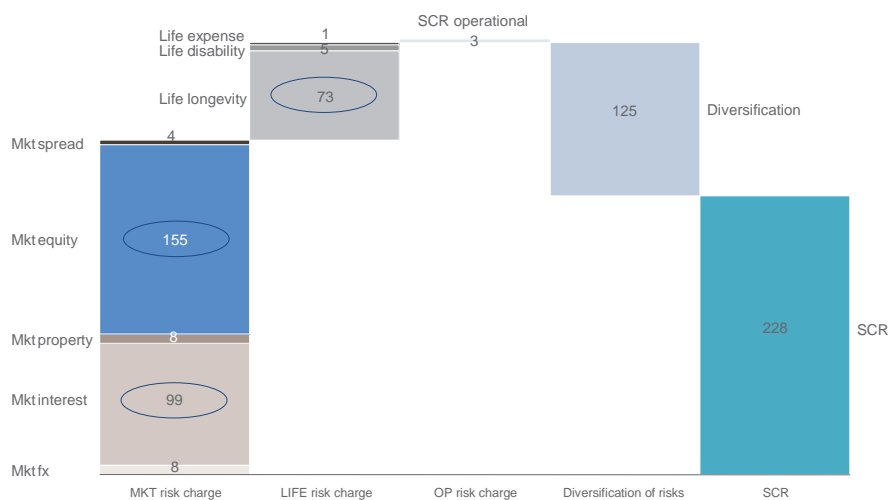 SCR operational
Life expense 1
3
Life disability 5
Life longevity 73
125 Diversification
4
Mkt spread
Mkt equity 155
Mkt property 8
228 SCR
Mkt interest 99
Mkt fx 8
MKT risk charge LIFE risk charge OP risk charge Diversification of risks SCR